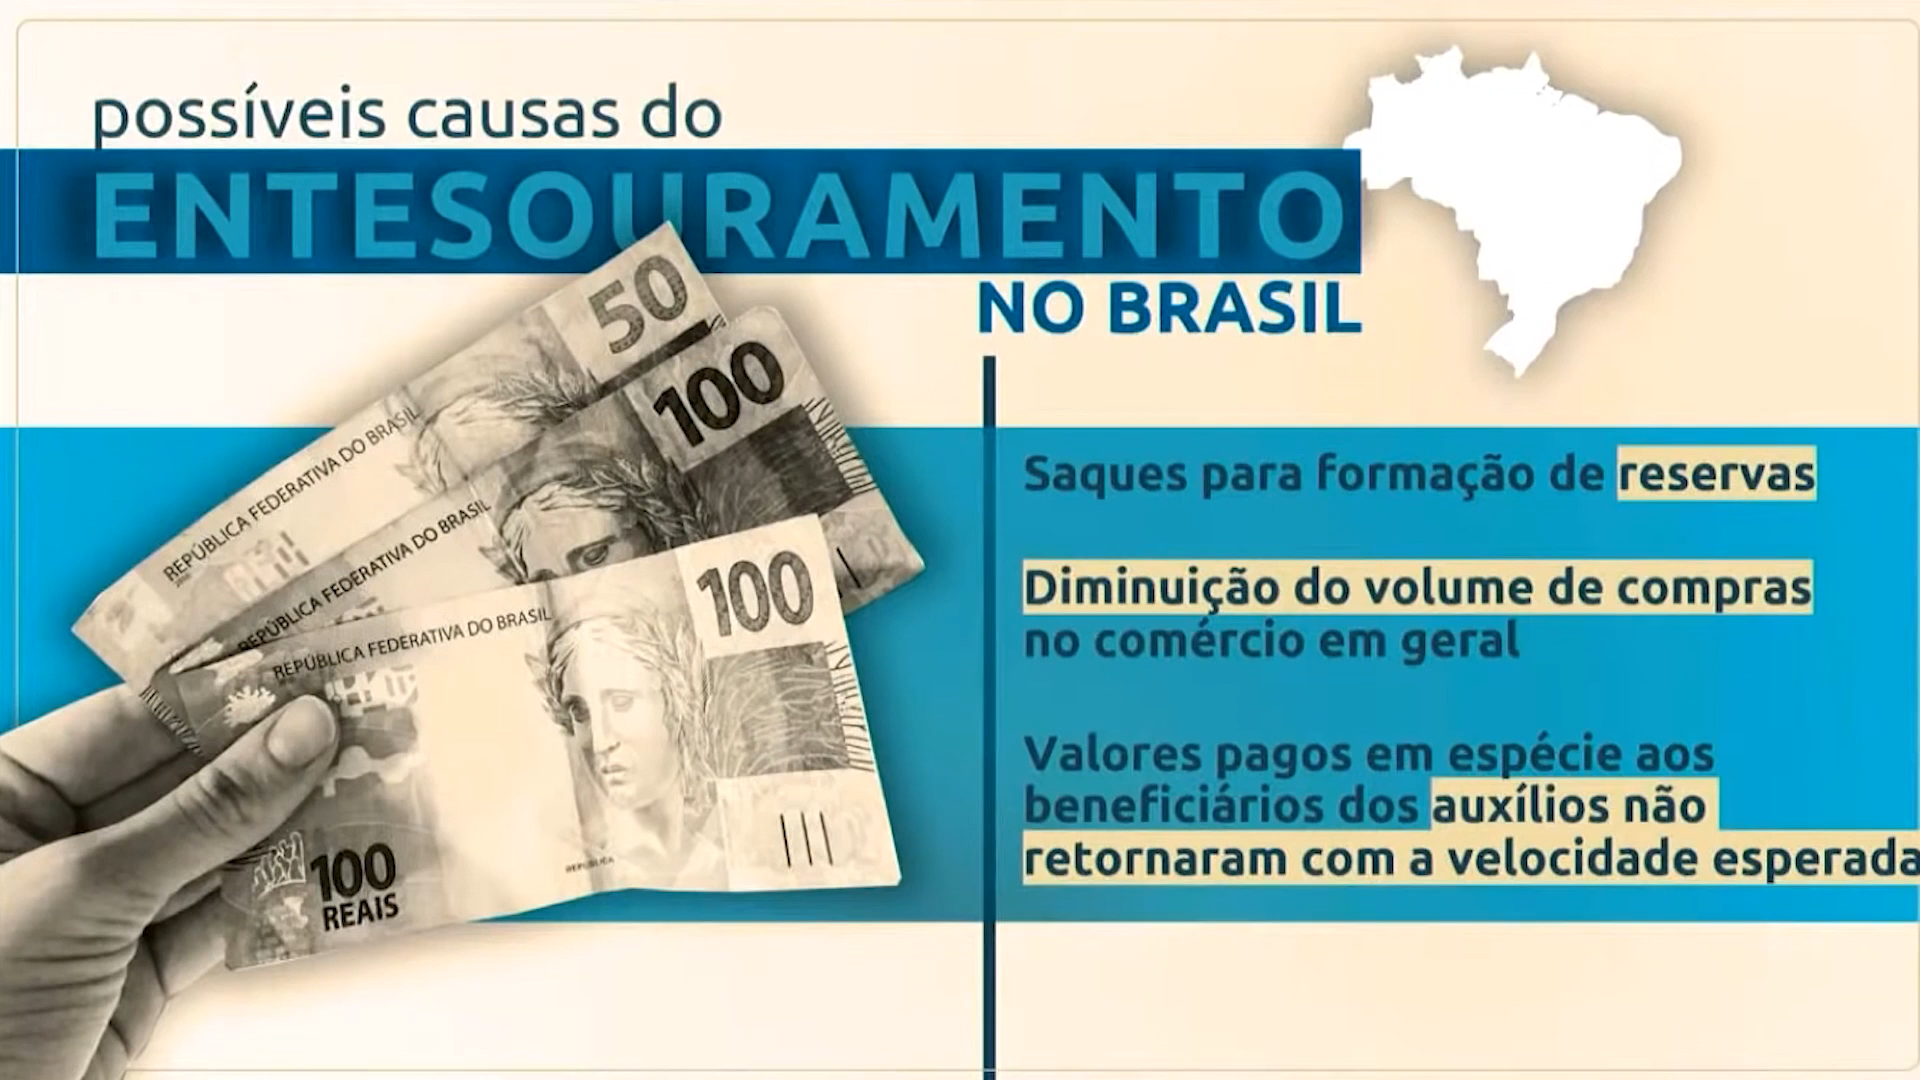 possíveis causas do
ENTESOURAMENTO
NO BRASIL
50
100
REPÚBLICA FEDERATIVA DO BRASIL
REPÚBLICA FEDERATIVA DO BRASIL
REPÚBLICA FEDERATIVA DO BRASIL
100
100
REAIS
REPÚBLICA
Saques para formação de reservas
Diminuição do volume de compras
no comércio em geral
Valores pagos em espécie aos
beneficiários dos auxílios não
retornaram com a velocidade esperada